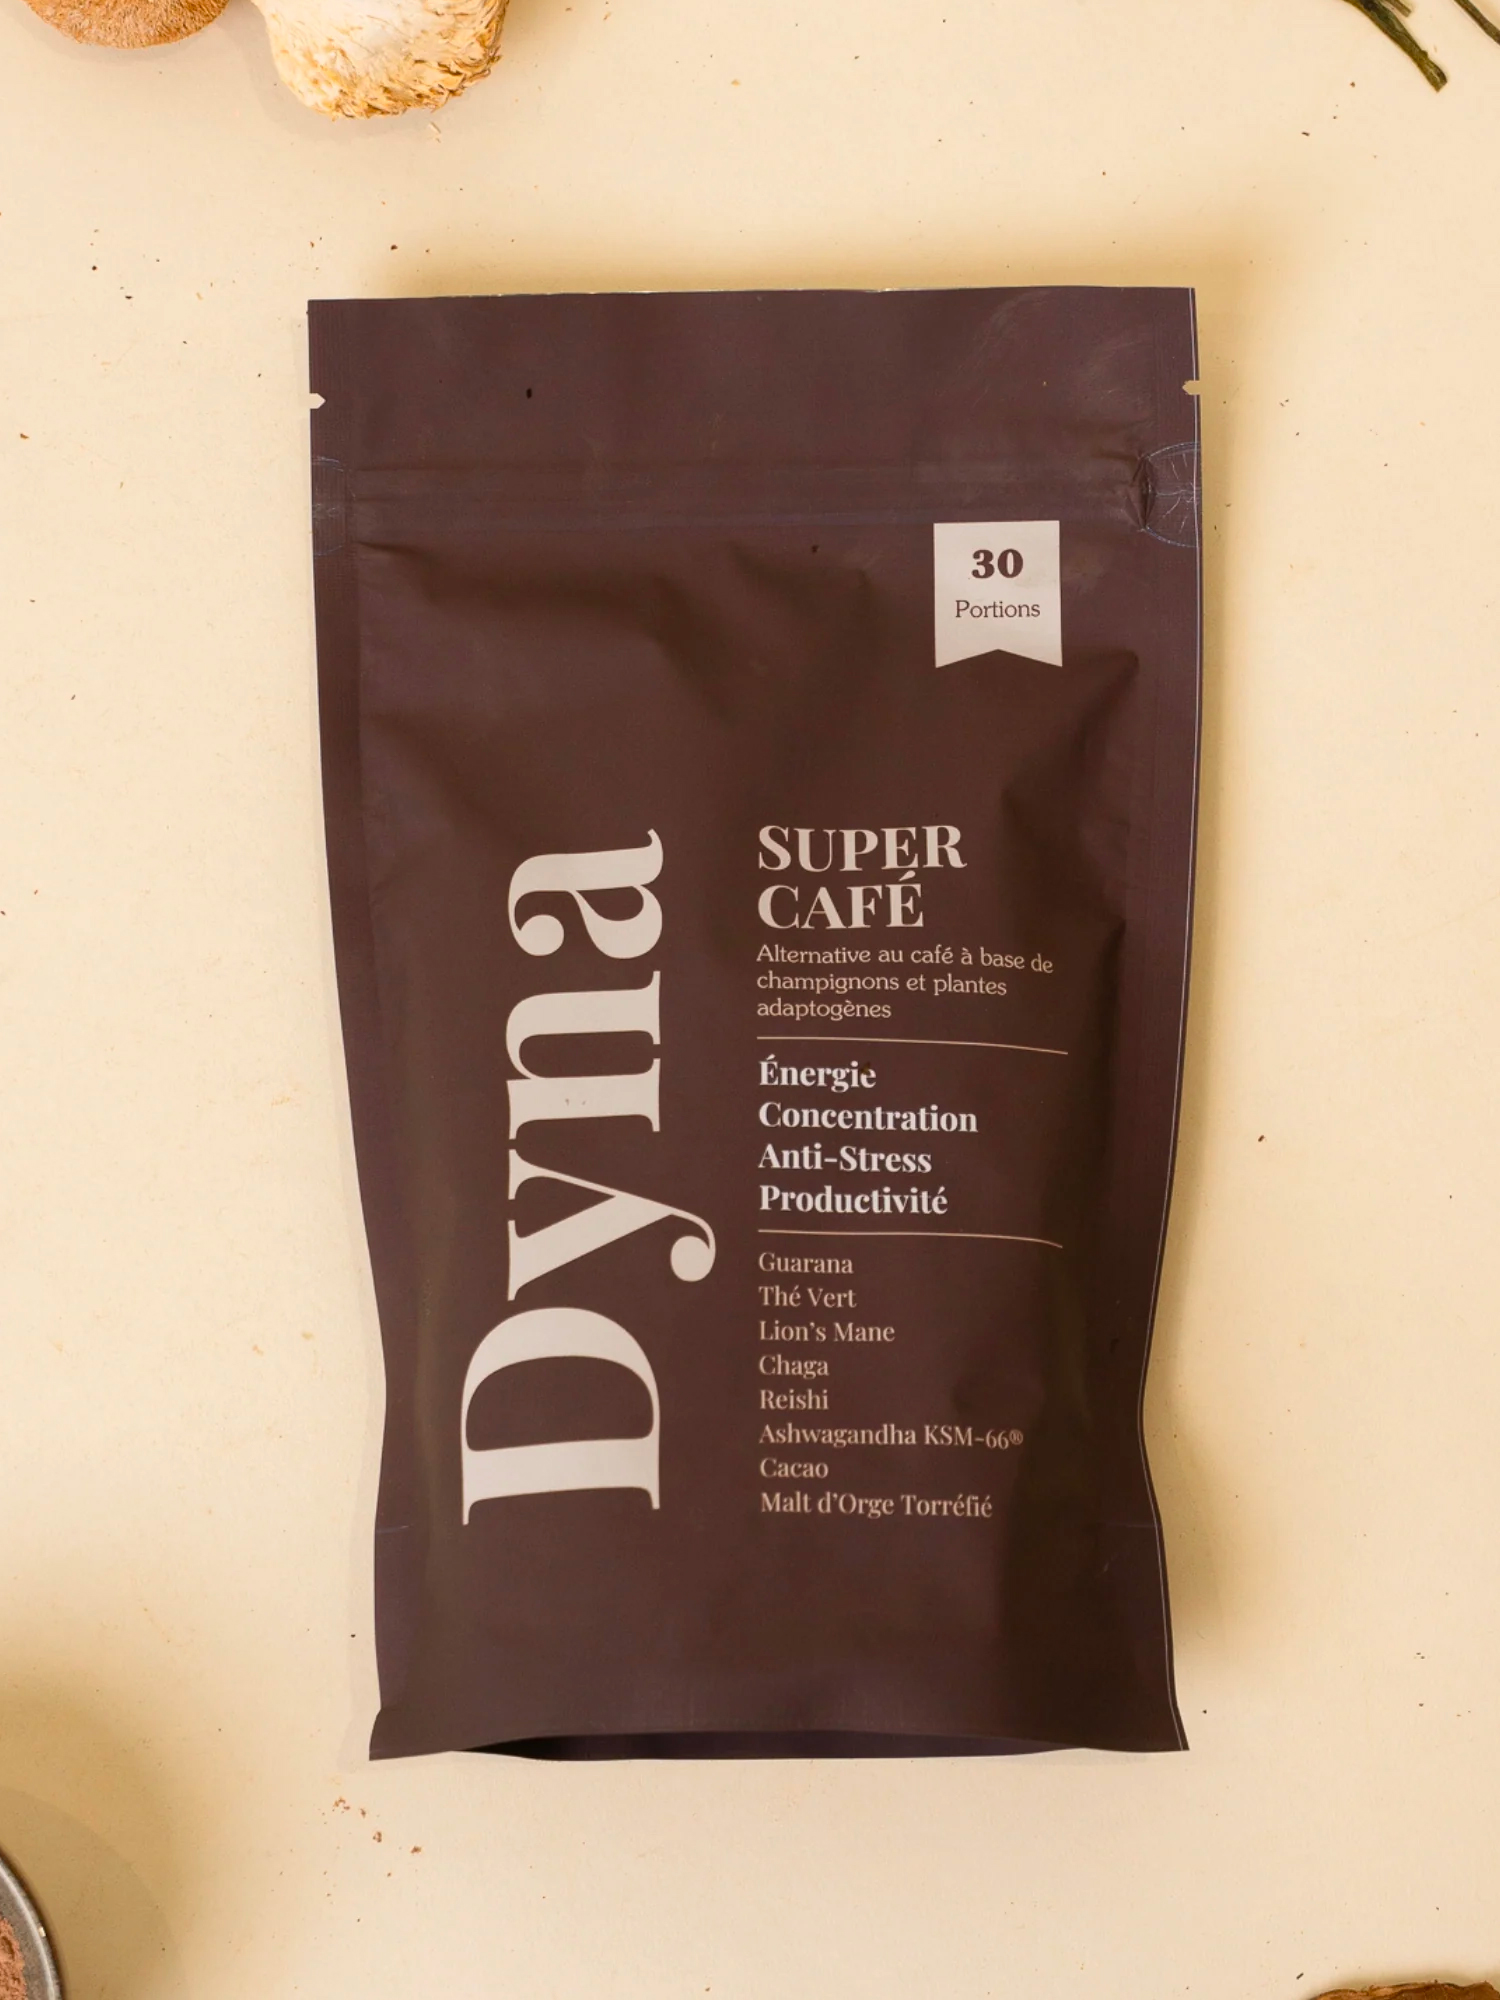 30
Portions
Dyna
SUPER
CAFÉ
Alternative au café à base de
champignons et plantes
adaptogènes
Énergie
Concentration
Anti-Stress
Productivité
Guarana
Thé Vert
Lion’s Mane
Chaga
Reishi
Ashwagandha KSM-66®
Cacao
Malt d’Orge Torréfié